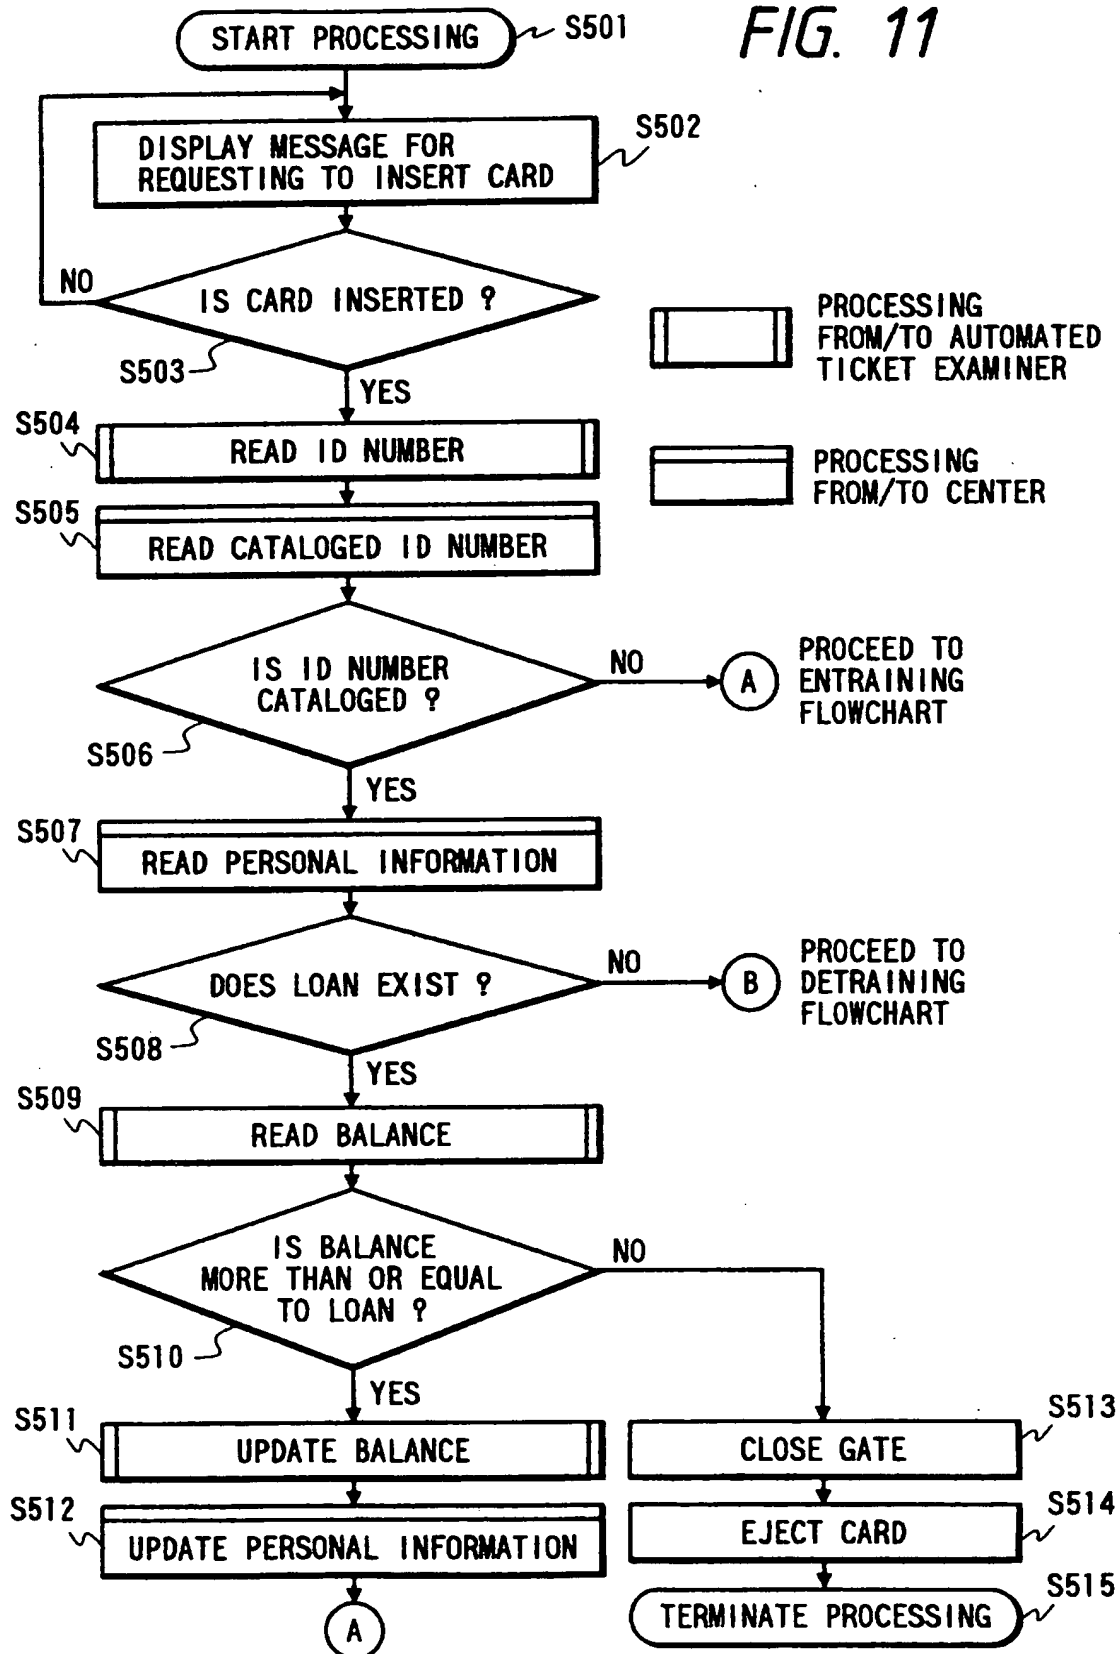 FIG. 11
START PROCESSING
S501
DISPLAY MESSAGE FOR
REQUESTING TO INSERT CARD
S502
NO
IS CARD INSERTED ?
S503
YES
PROCESSING
FROM/TO AUTOMATED
TICKET EXAMINER
S504
READ ID NUMBER
PROCESSING
FROM/TO CENTER
S505
READ CATALOGED ID NUMBER
IS ID NUMBER
CATALOGED ?
NO
A
PROCEED TO
ENTRAINING
FLOWCHART
S506
YES
S507
READ PERSONAL INFORMATION
DOES LOAN EXIST ?
NO
B
PROCEED TO
DETRAINING
FLOWCHART
S508
YES
S509
READ BALANCE
IS BALANCE
MORE THAN OR EQUAL
TO LOAN ?
NO
S510
YES
S511
UPDATE BALANCE
CLOSE GATE
S513
S512
UPDATE PERSONAL INFORMATION
EJECT CARD
S514
A
TERMINATE PROCESSING
S515